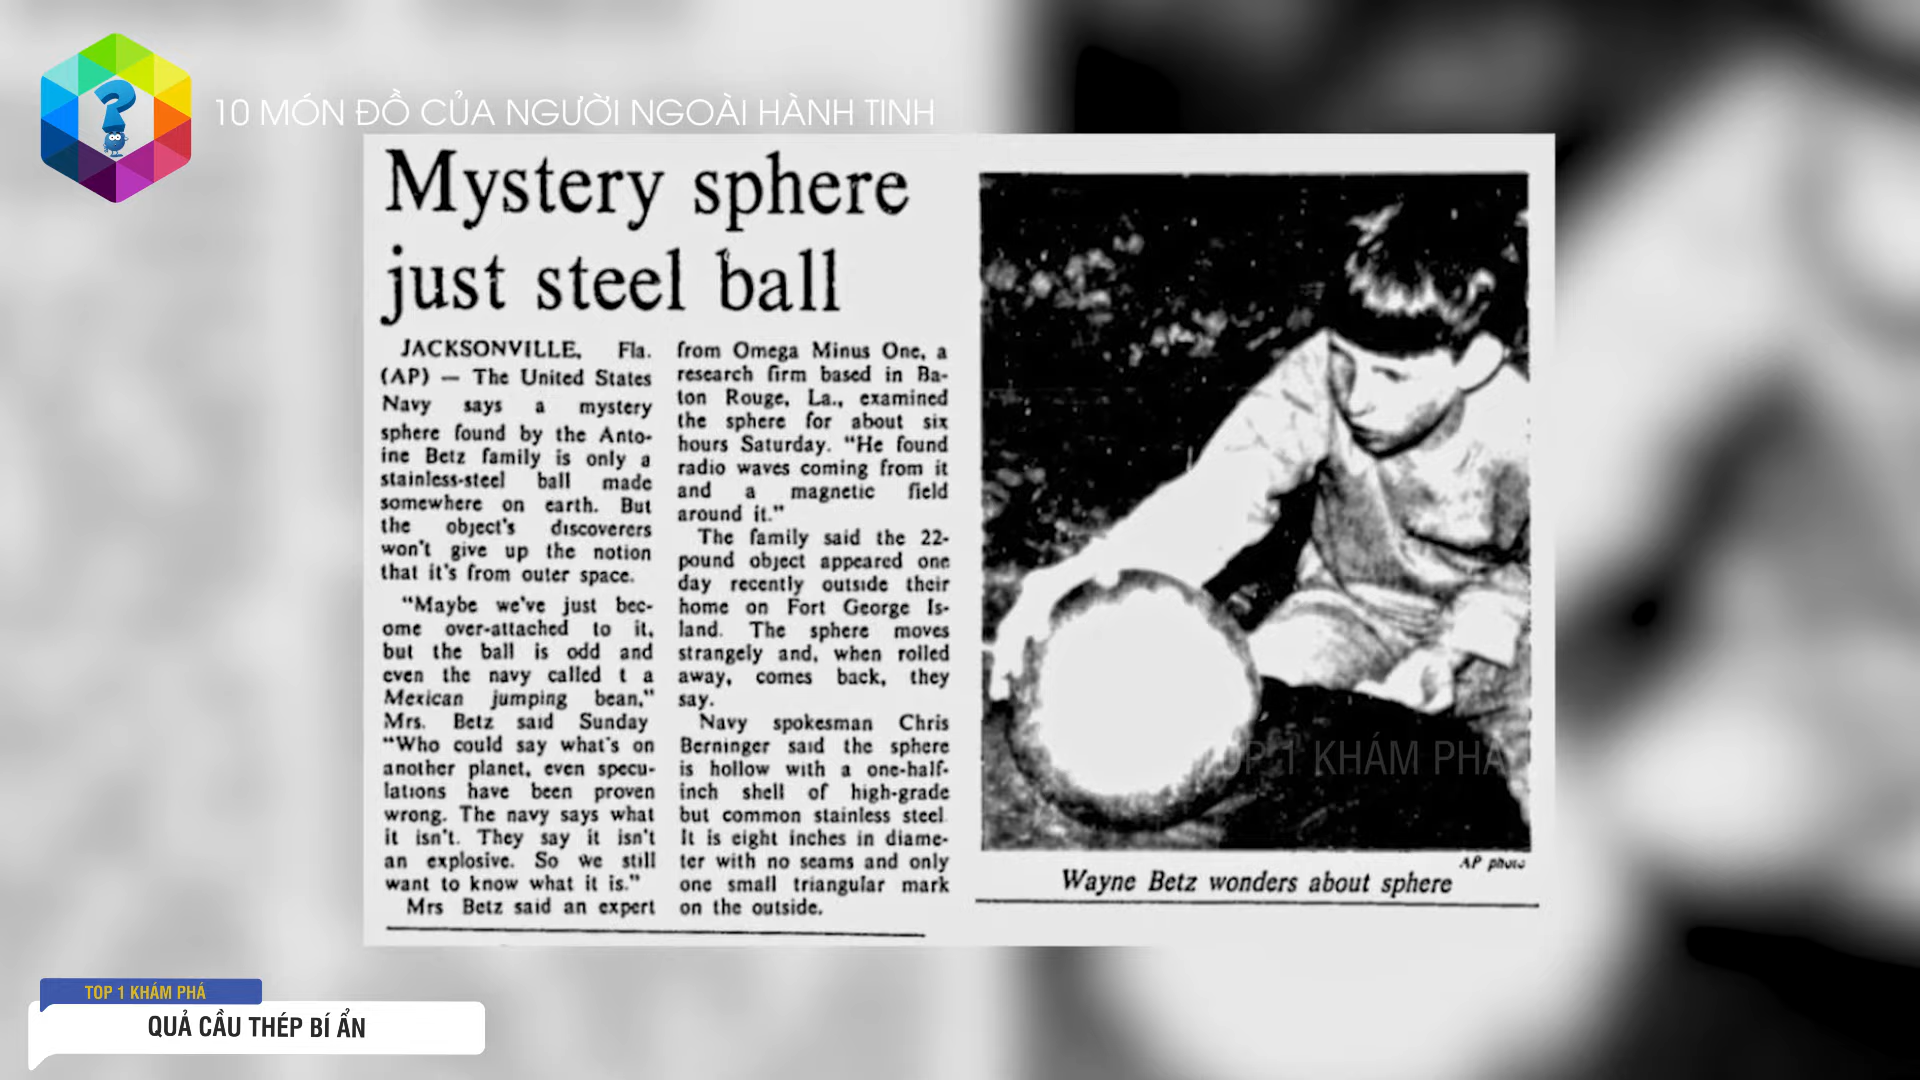 10 MÓN ĐỒ CỦA NGƯỜI NGOÀI HÀNH TINH
Mystery sphere
just steel ball
JACKSONVILLE, Fla.
(AP) — The United States
Navy says a mystery
sphere found by the Anto-
ine Betz family is only a
stainless-steel ball made
somewhere on earth. But
the object's discoverers
won't give up the notion
that it's from outer space.
"Maybe we've just bec-
ome over-attached to it,
but the ball is odd and
even the navy called t a
Mexican jumping bean,"
Mrs. Betz said Sunday
"Who could say what's on
another planet, even specu-
lations have been proven
wrong. The navy says what
it isn't. They say it isn't
an explosive. So we still
want to know what it is."
Mrs Betz said an expert
from Omega Minus One, a
research firm based in Ba-
ton Rouge, La., examined
the sphere for about six
hours Saturday. "He found
radio waves coming from it
and a magnetic field
around it."
The family said the 22-
pound object appeared one
day recently outside their
home on Fort George Is-
land. The sphere moves
strangely and, when rolled
away, comes back, they
say.
Navy spokesman Chris
Berninger said the sphere
is hollow with a one-half-
inch shell of high-grade
but common stainless steel.
It is eight inches in diame-
ter with no seams and only
one small triangular mark
on the outside.
TOP 1 KHÁM PHÁ
AP photo
Wayne Betz wonders about sphere
TOP 1 KHÁM PHÁ
QUẢ CẦU THÉP BÍ ẨN